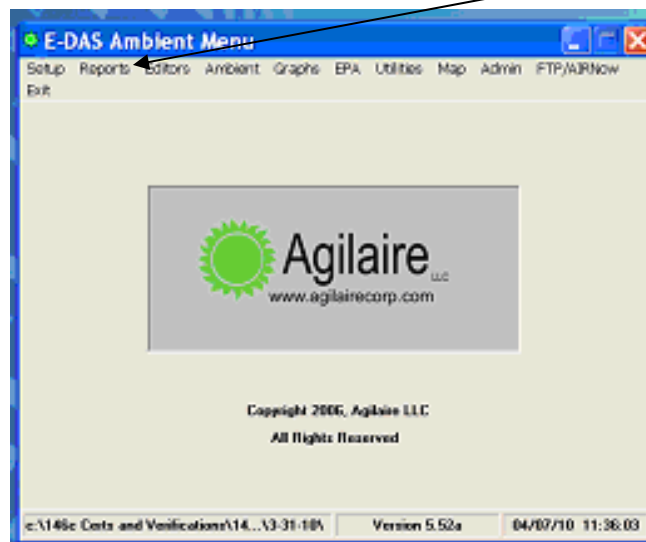 E-DAS Ambient Menu
Setup Reports Editors Ambient Graphs EPA Utilities Map Admin FTP/AIRNow
Exit
Agilaire LLC
www.agilairecorp.com
Copyright 2006, Agilaire LLC
All Rights Reserved
c:\146c Certs and Verifications\14...\3-31-10\ Version 5.52a 04/07/10 11:36:03